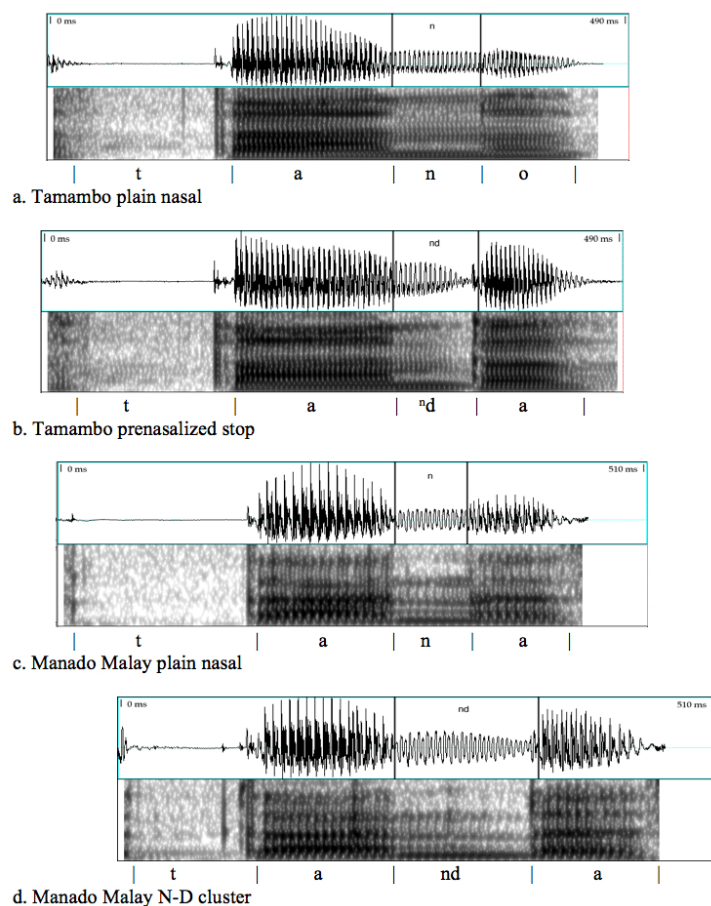 0 ms n 490 ms
| t | a | n | o |
a. Tamambo plain nasal
0 ms nd 490 ms
| t | a | ⁿd | a |
b. Tamambo prenasalized stop
0 ms n 510 ms
| t | a | n | a |
c. Manado Malay plain nasal
0 ms nd 510 ms
| t | a | nd | a |
d. Manado Malay N-D cluster